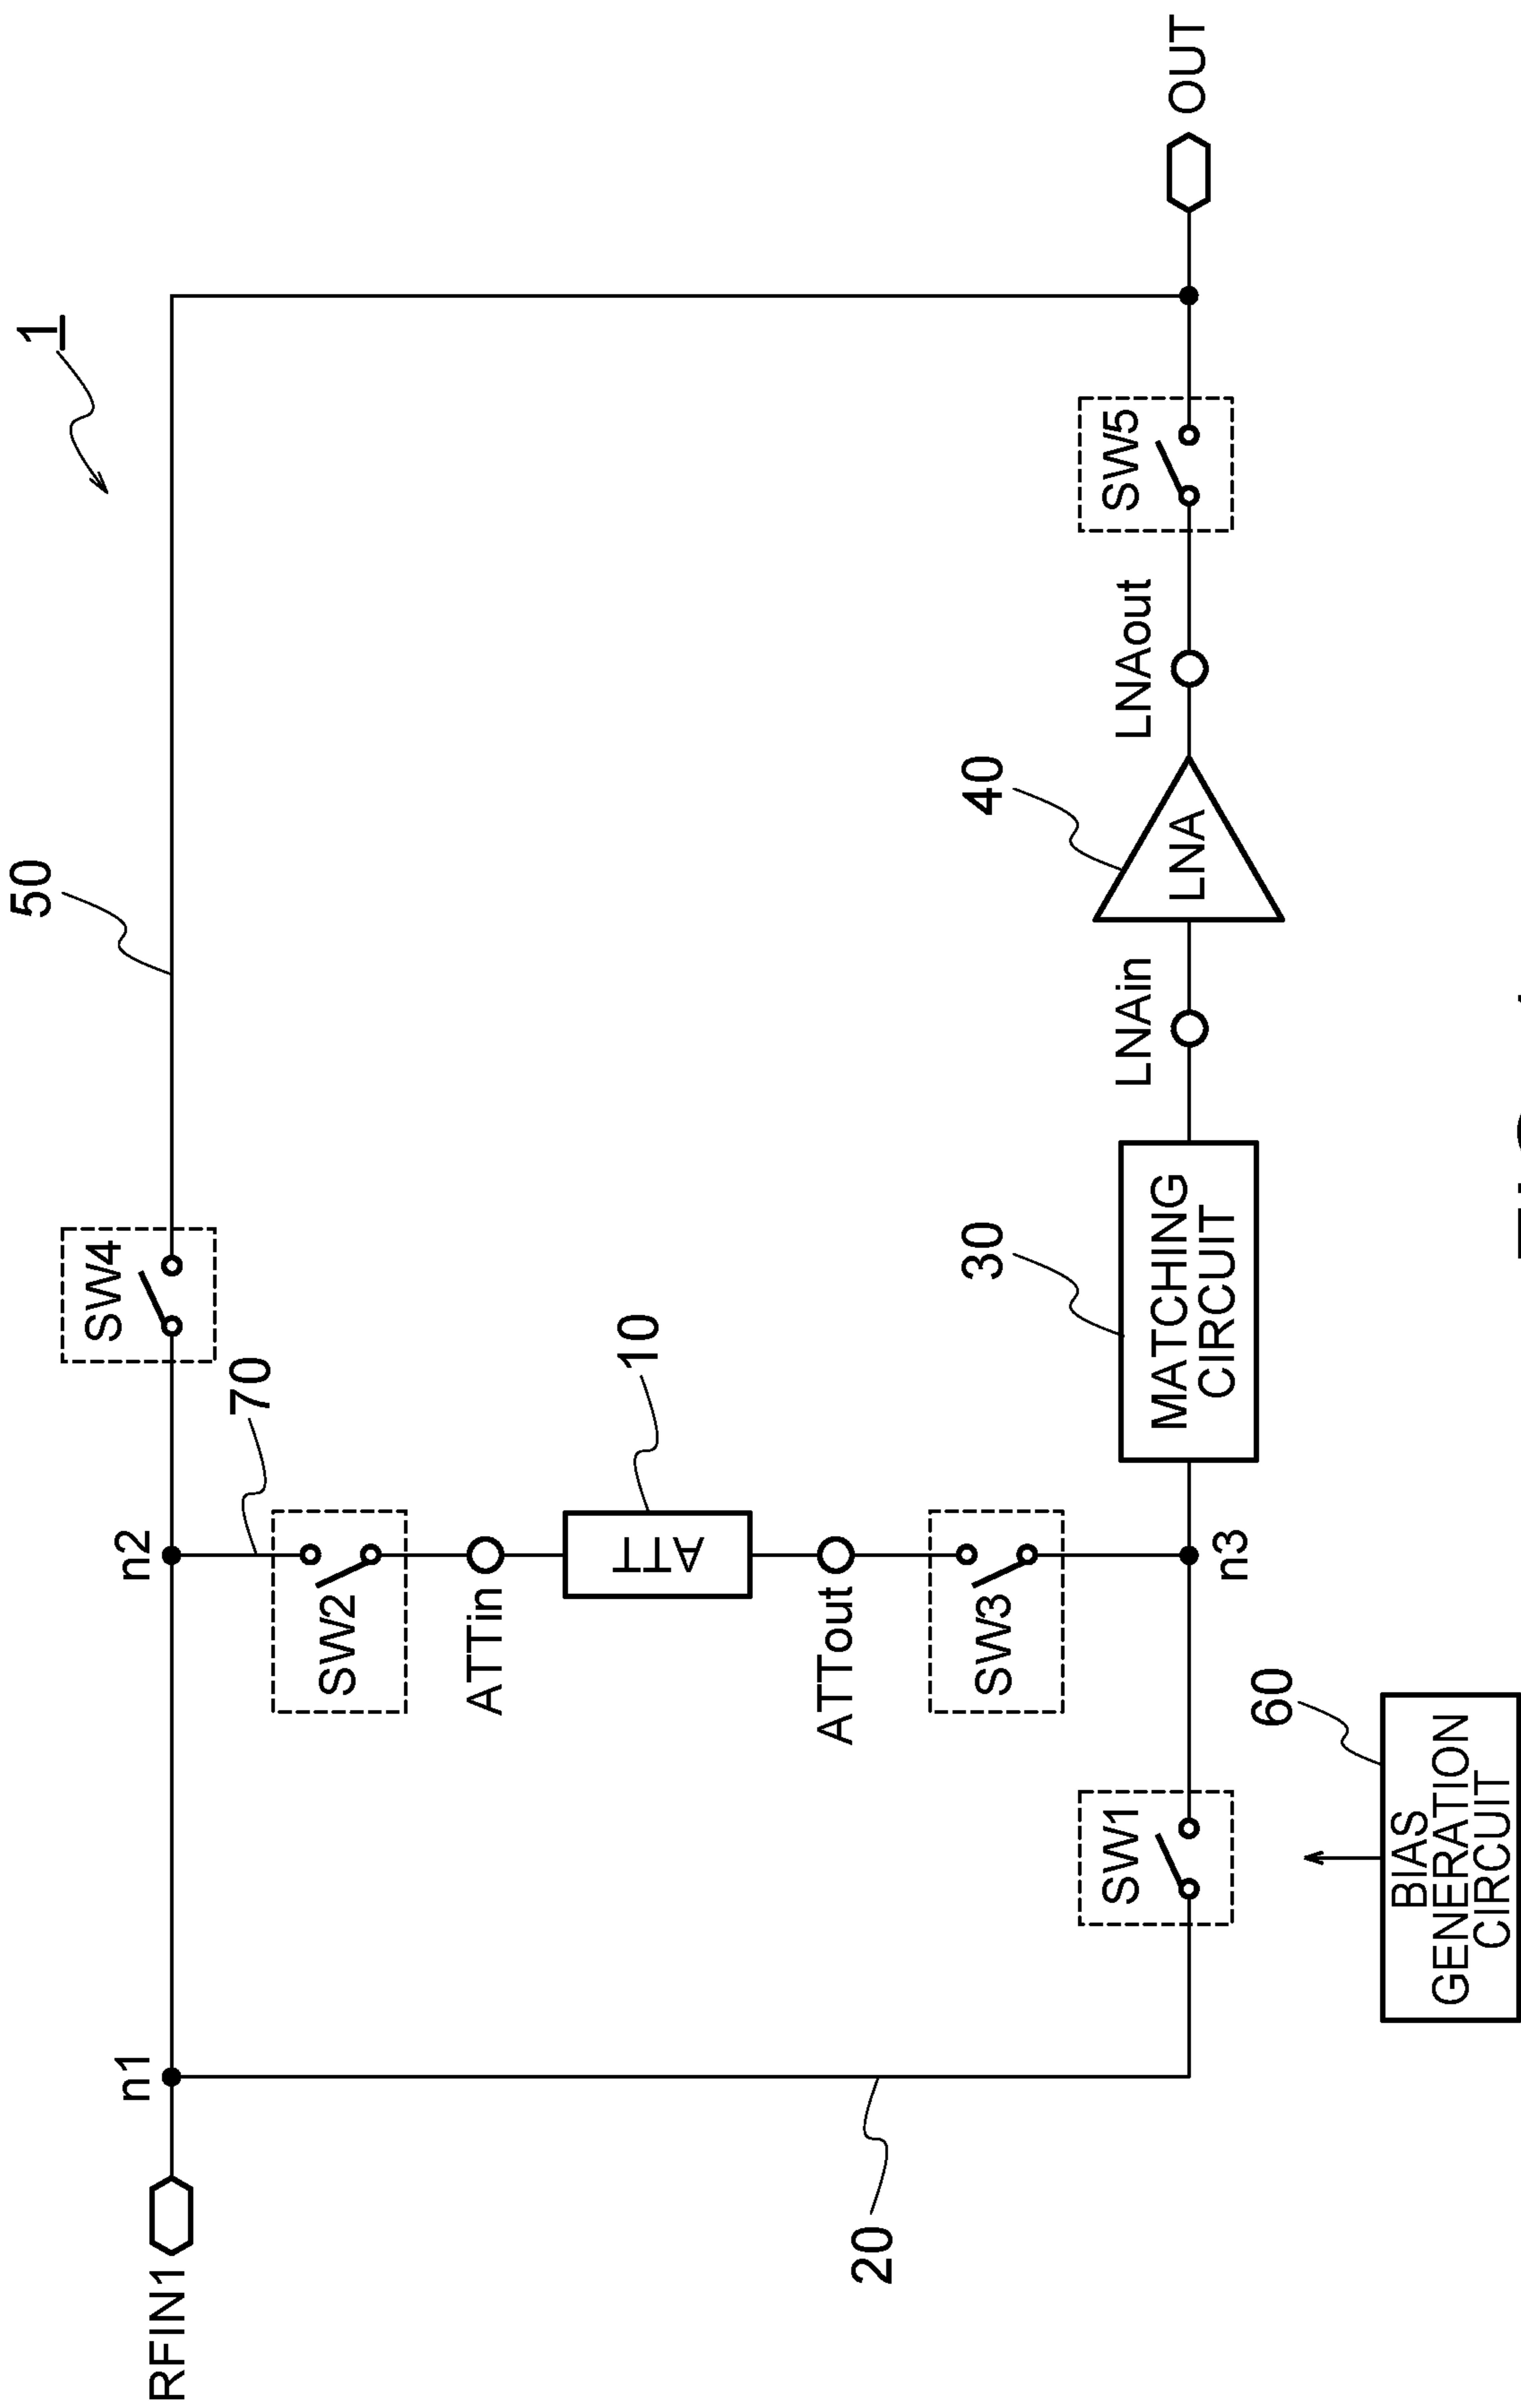 1
50
SW4
n2
70
n1
RFIN1
SW2
ATTin
10
ATT
ATTout
SW3
20
40
30
LNAin
LNAout
SW5
OUT
SW1
n3
MATCHING
CIRCUIT
LNA
60
BIAS
GENERATION
CIRCUIT